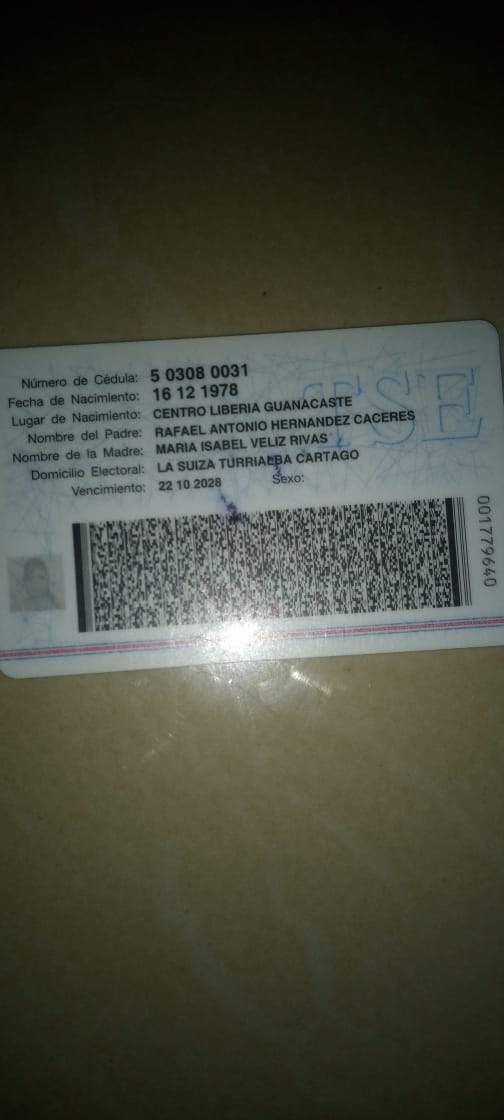 TSE
Número de Cédula: 5 0308 0031
Fecha de Nacimiento: 16 12 1978
Lugar de Nacimiento: CENTRO LIBERIA GUANACASTE
Nombre del Padre: RAFAEL ANTONIO HERNANDEZ CACERES
Nombre de la Madre: MARIA ISABEL VELIZ RIVAS
Domicilio Electoral: LA SUIZA TURRIALBA CARTAGO
Vencimiento: 22 10 2028 Sexo:
001779640